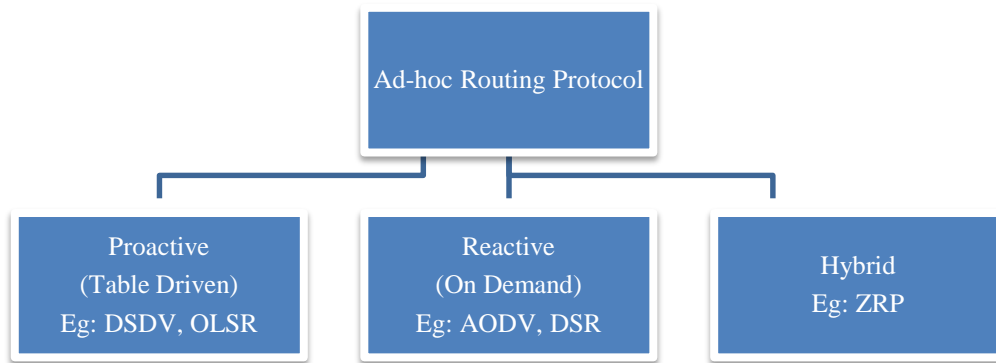 Ad-hoc Routing Protocol
Proactive
(Table Driven)
Eg: DSDV, OLSR
Reactive
(On Demand)
Eg: AODV, DSR
Hybrid
Eg: ZRP